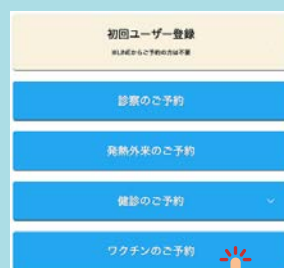 初回ユーザー登録
※LINEからご予約の方は不要
診察のご予約
発熱外来のご予約
健診のご予約
ワクチンのご予約